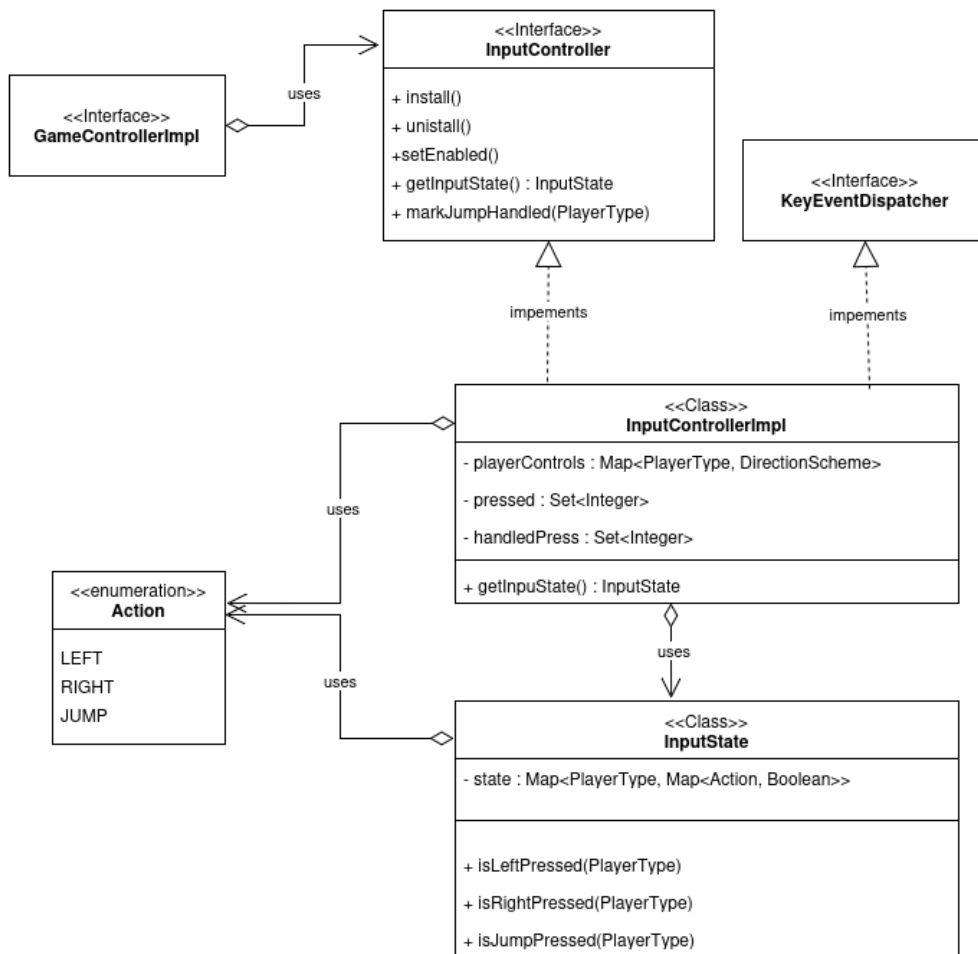 <<Interface>>
InputController
+ install()
+ unistall()
+setEnabled()
+ getInputState() : InputState
+ markJumpHandled(PlayerType)
uses
<<Interface>>
GameControllerImpl
<<Interface>>
KeyEventDispatcher
impements
impements
<<Class>>
InputControllerImpl
- playerControls : Map<PlayerType, DirectionScheme>
- pressed : Set<Integer>
- handledPress : Set<Integer>
+ getInpuState() : InputState
uses
<<enumeration>>
Action
LEFT
RIGHT
JUMP
uses
uses
<<Class>>
InputState
- state : Map<PlayerType, Map<Action, Boolean>>
+ isLeftPressed(PlayerType)
+ isRightPressed(PlayerType)
+ isJumpPressed(PlayerType)